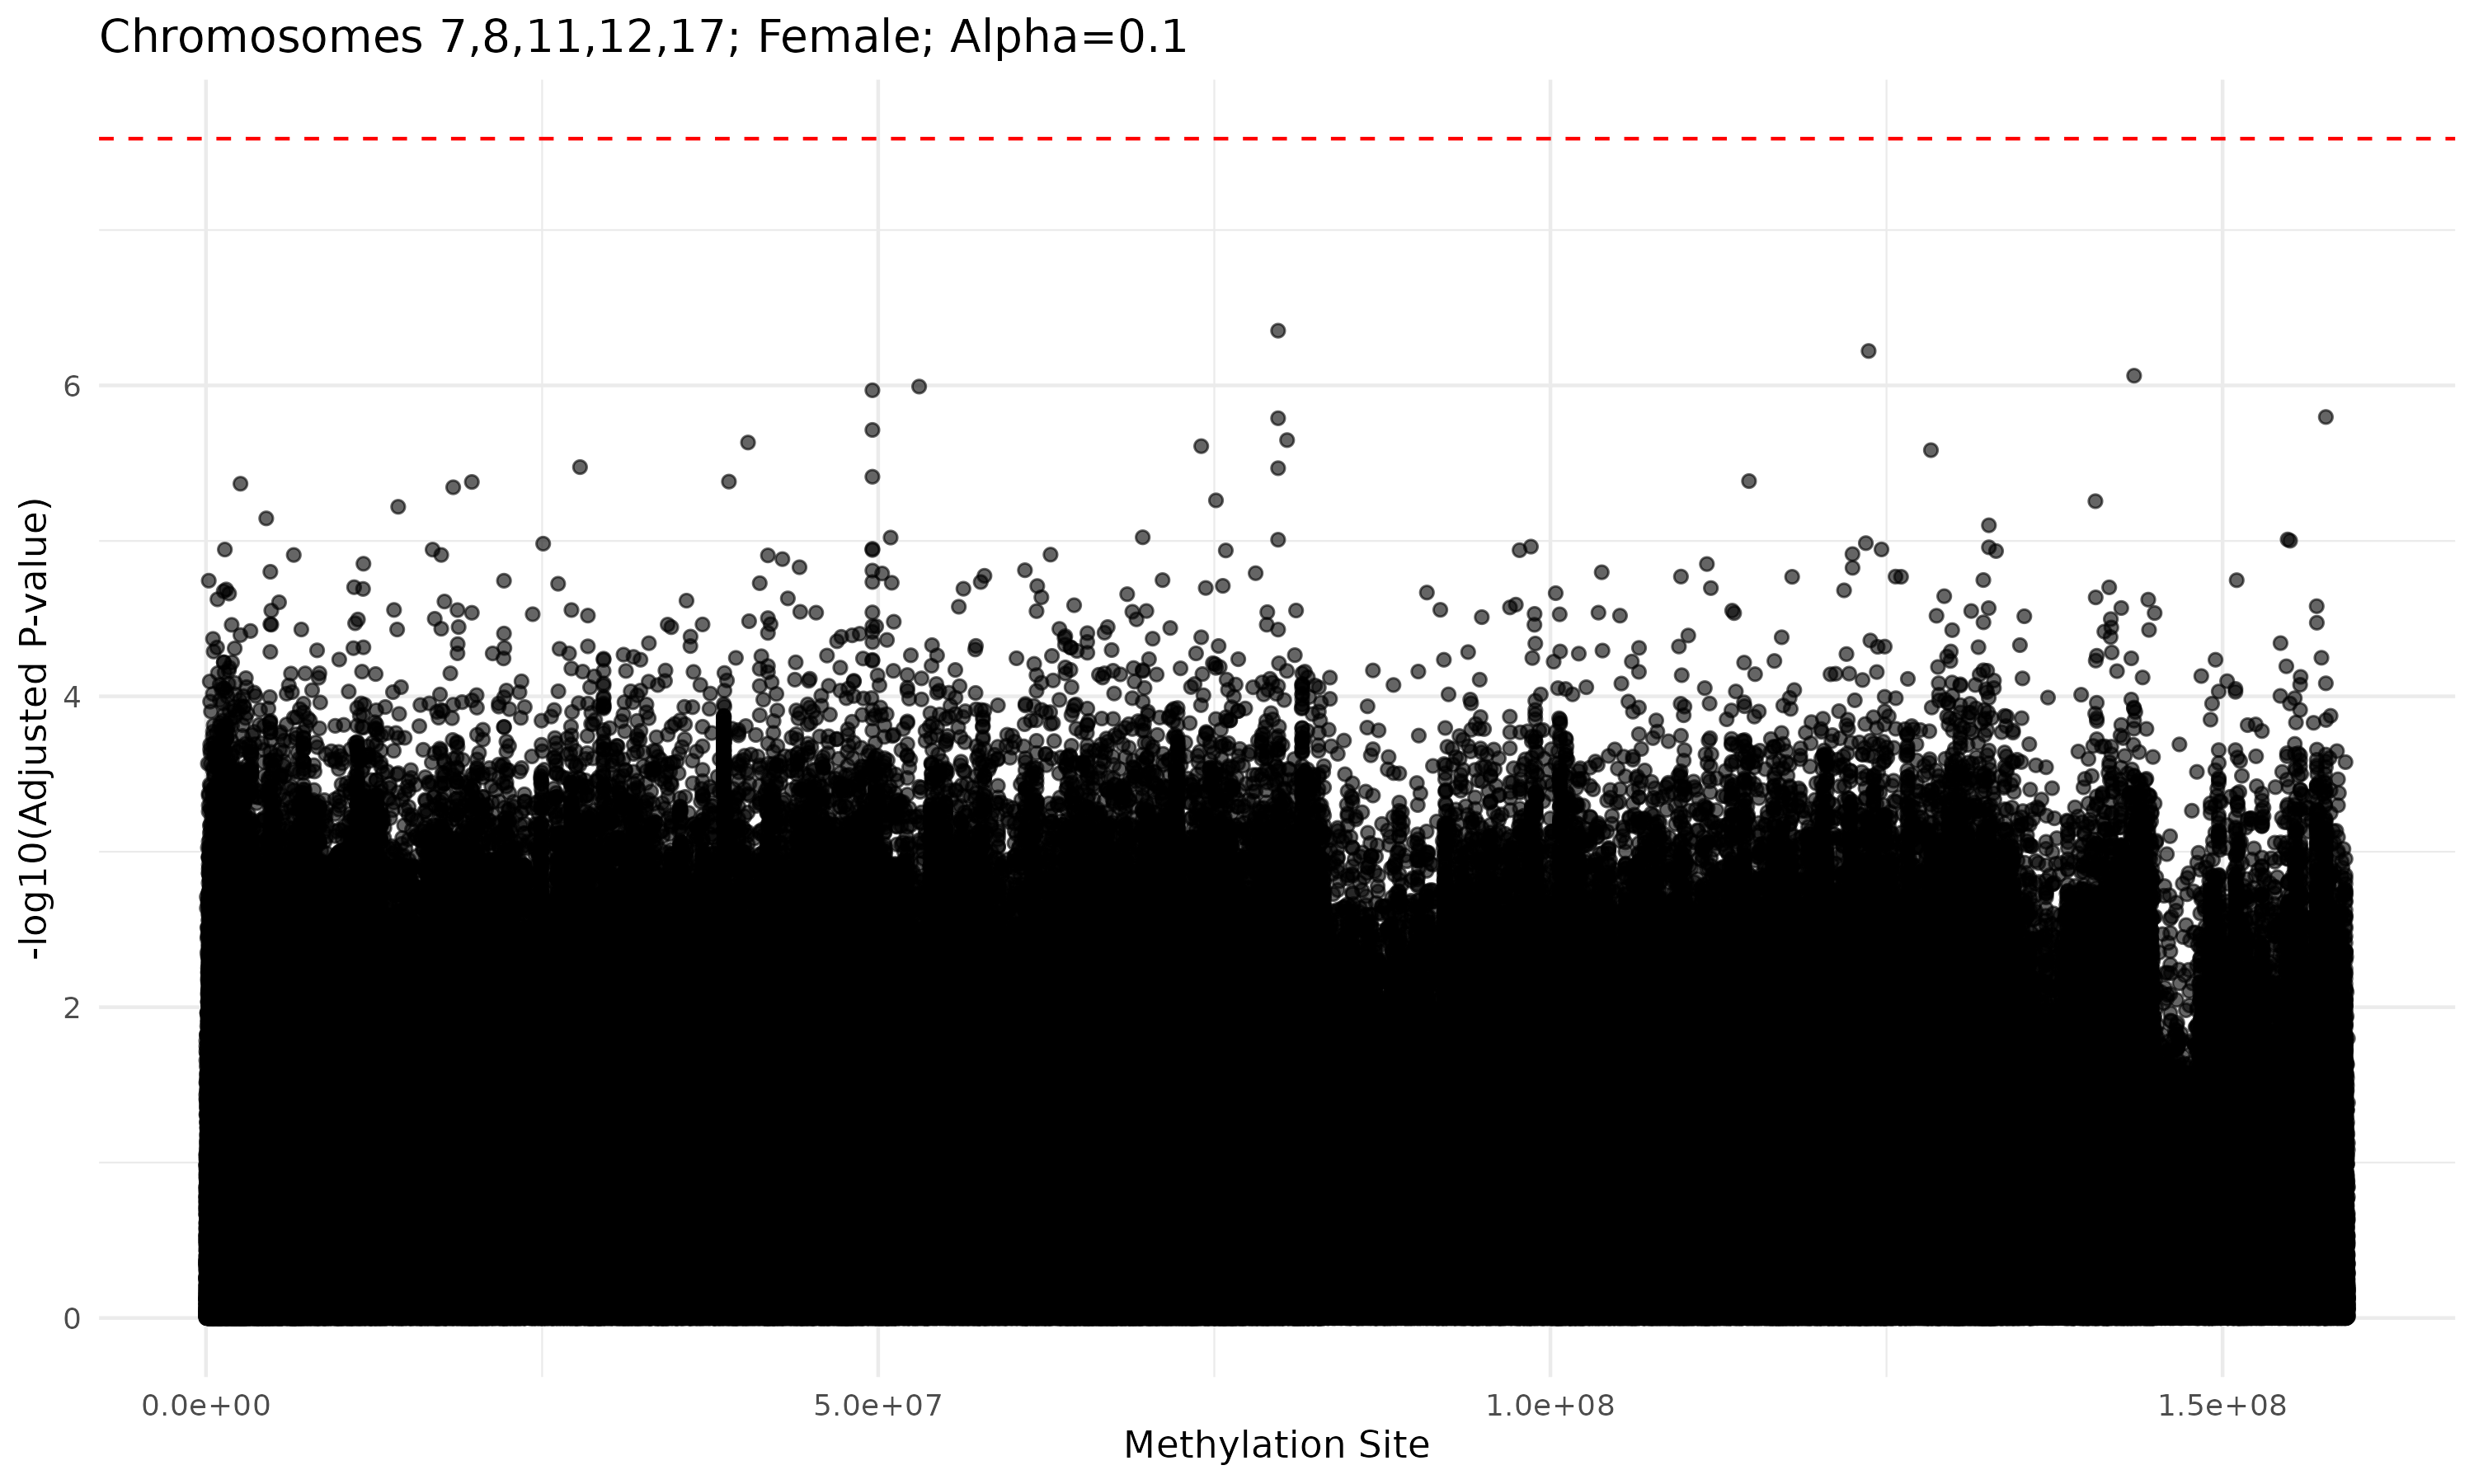 Chromosomes 7,8,11,12,17; Female; Alpha=0.1
-log10(Adjusted P-value)
6
4
2
0
0.0e+00 5.0e+07 1.0e+08 1.5e+08
Methylation Site